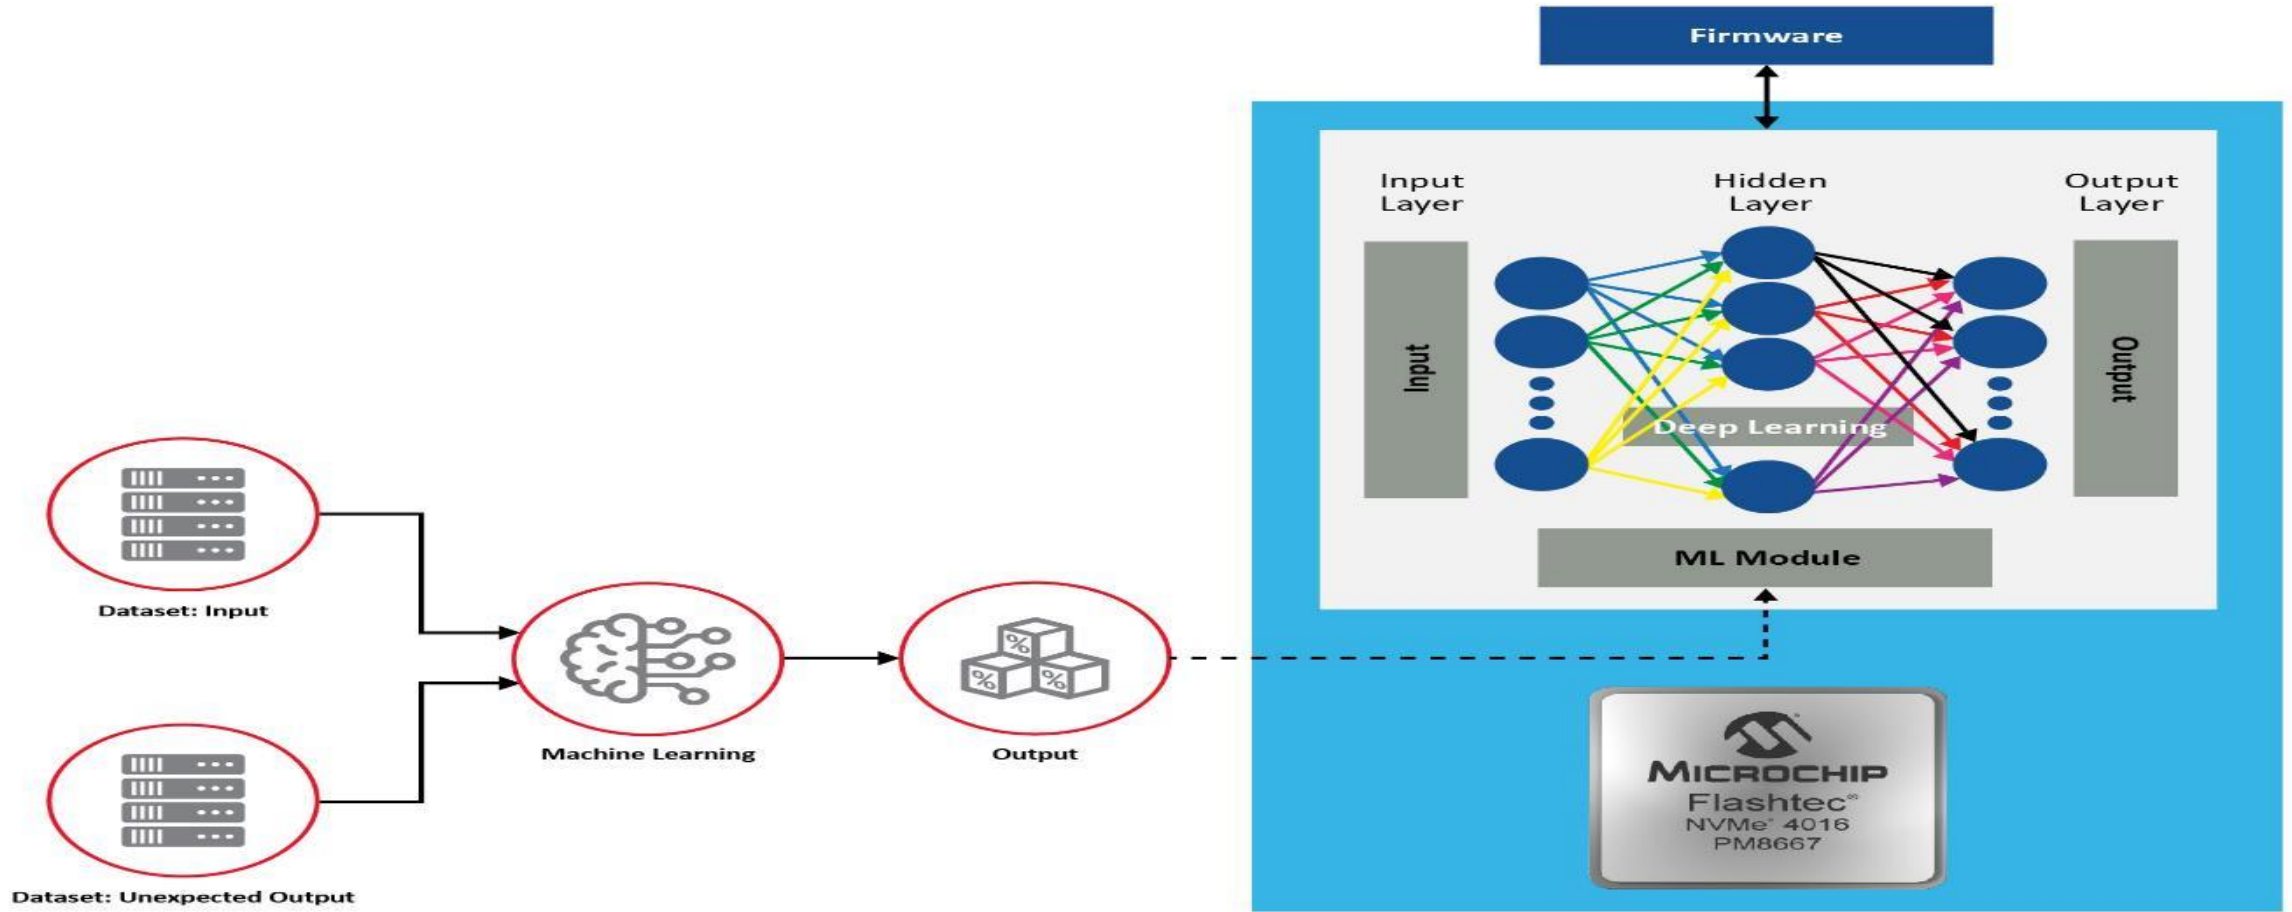 Firmware
Input
Layer
Hidden
Layer
Output
Layer
Input
Output
Deep Learning
ML Module
Dataset: Input
Machine Learning
Output
% % %
Dataset: Unexpected Output
MICROCHIP
Flashtec®
NVMe® 4016
PM8667